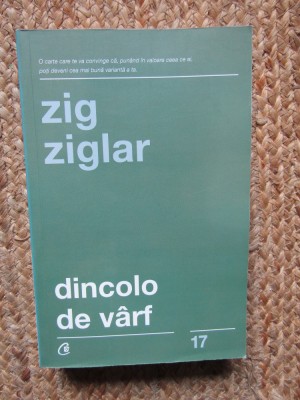 O carte care te va convinge că, punând în valoare ceea ce ai,
poți deveni cea mai bună variantă a ta.
zig
ziglar
dincolo
de vârf
17